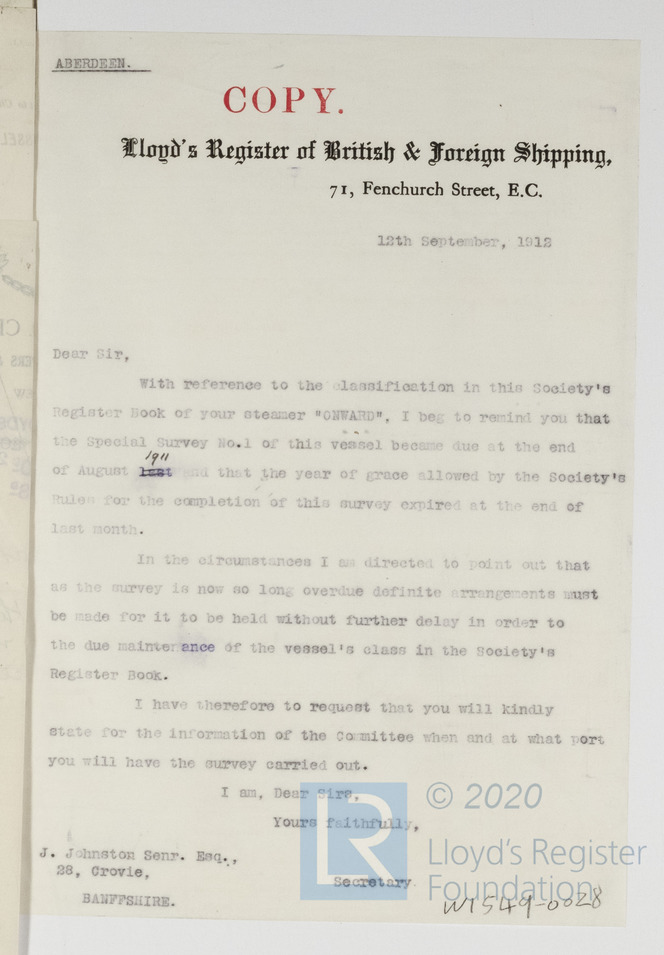 ABERDEEN.
COPY.
Lloyd's Register of British & Foreign Shipping,
71, Fenchurch Street, E.C.
12th September, 1912
Dear Sir,
With reference to the classification in this Society's
Register Book of your steamer "ONWARD", I beg to remind you that
the Special Survey No.1 of this vessel became due at the end
1911
of August last and that the year of grace allowed by the Society's
Rules for the completion of this survey expired at the end of
last month.
In the circumstances I am directed to point out that
as the survey is now so long overdue definite arrangements must
be made for it to be held without further delay in order to
the due maintenance of the vessel's class in the Society's
Register Book.
I have therefore to request that you will kindly
state for the information of the Committee when and at what port
you will have the survey carried out.
I am, Dear Sirs,
Yours faithfully,
J. Johnston Senr. Esq.,
28, Crovie,
BANFFSHIRE.
Secretary
LR
© 2020
Lloyd's Register
Foundation
W1549-0028